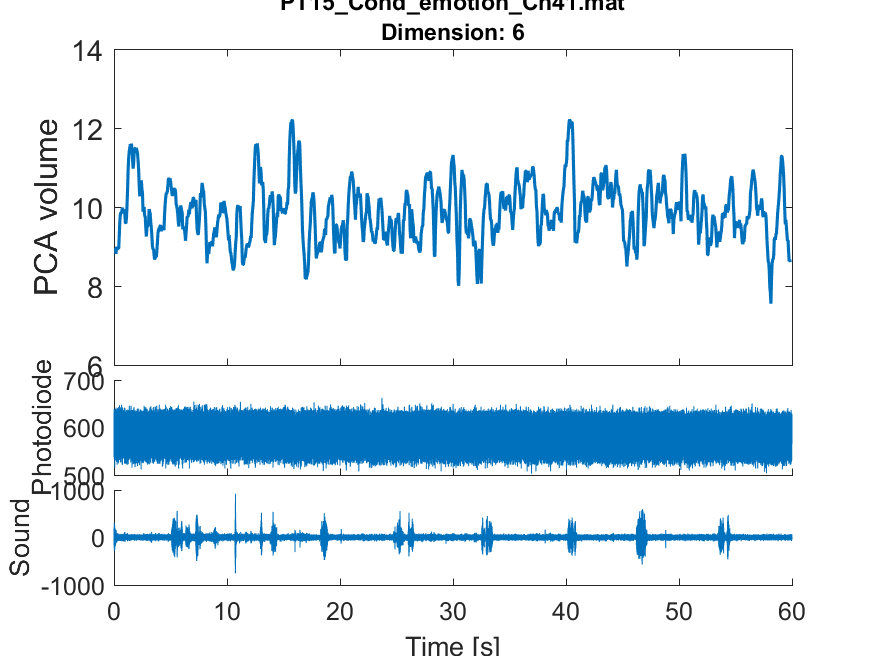 PT15_Cond_emotion_Ch41.mat
Dimension: 6
14
12
10
8
6
PCA volume
700
600
500
Photodiode
1000
0
-1000
Sound
0 10 20 30 40 50 60
Time [s]